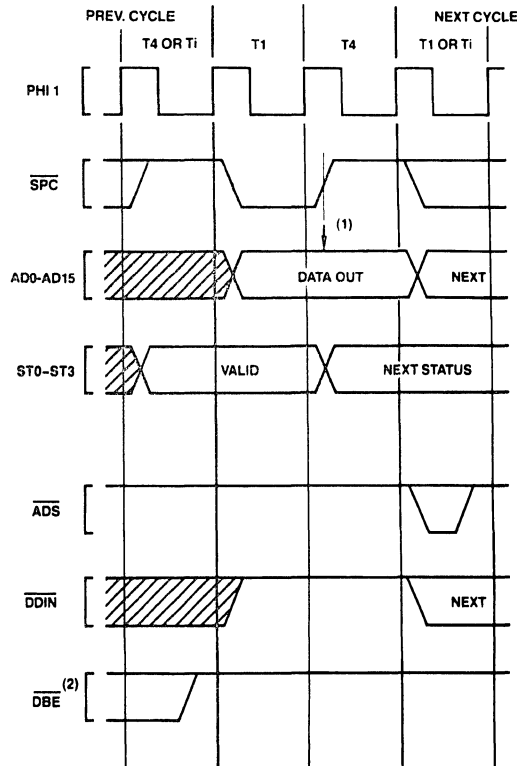 PREV. CYCLE
NEXT CYCLE
T4 OR Ti
T1
T4
T1 OR Ti
PHI 1
SPC
(1)
AD0-AD15
DATA OUT
NEXT
ST0-ST3
VALID
NEXT STATUS
ADS
DDIN
NEXT
DBE (2)